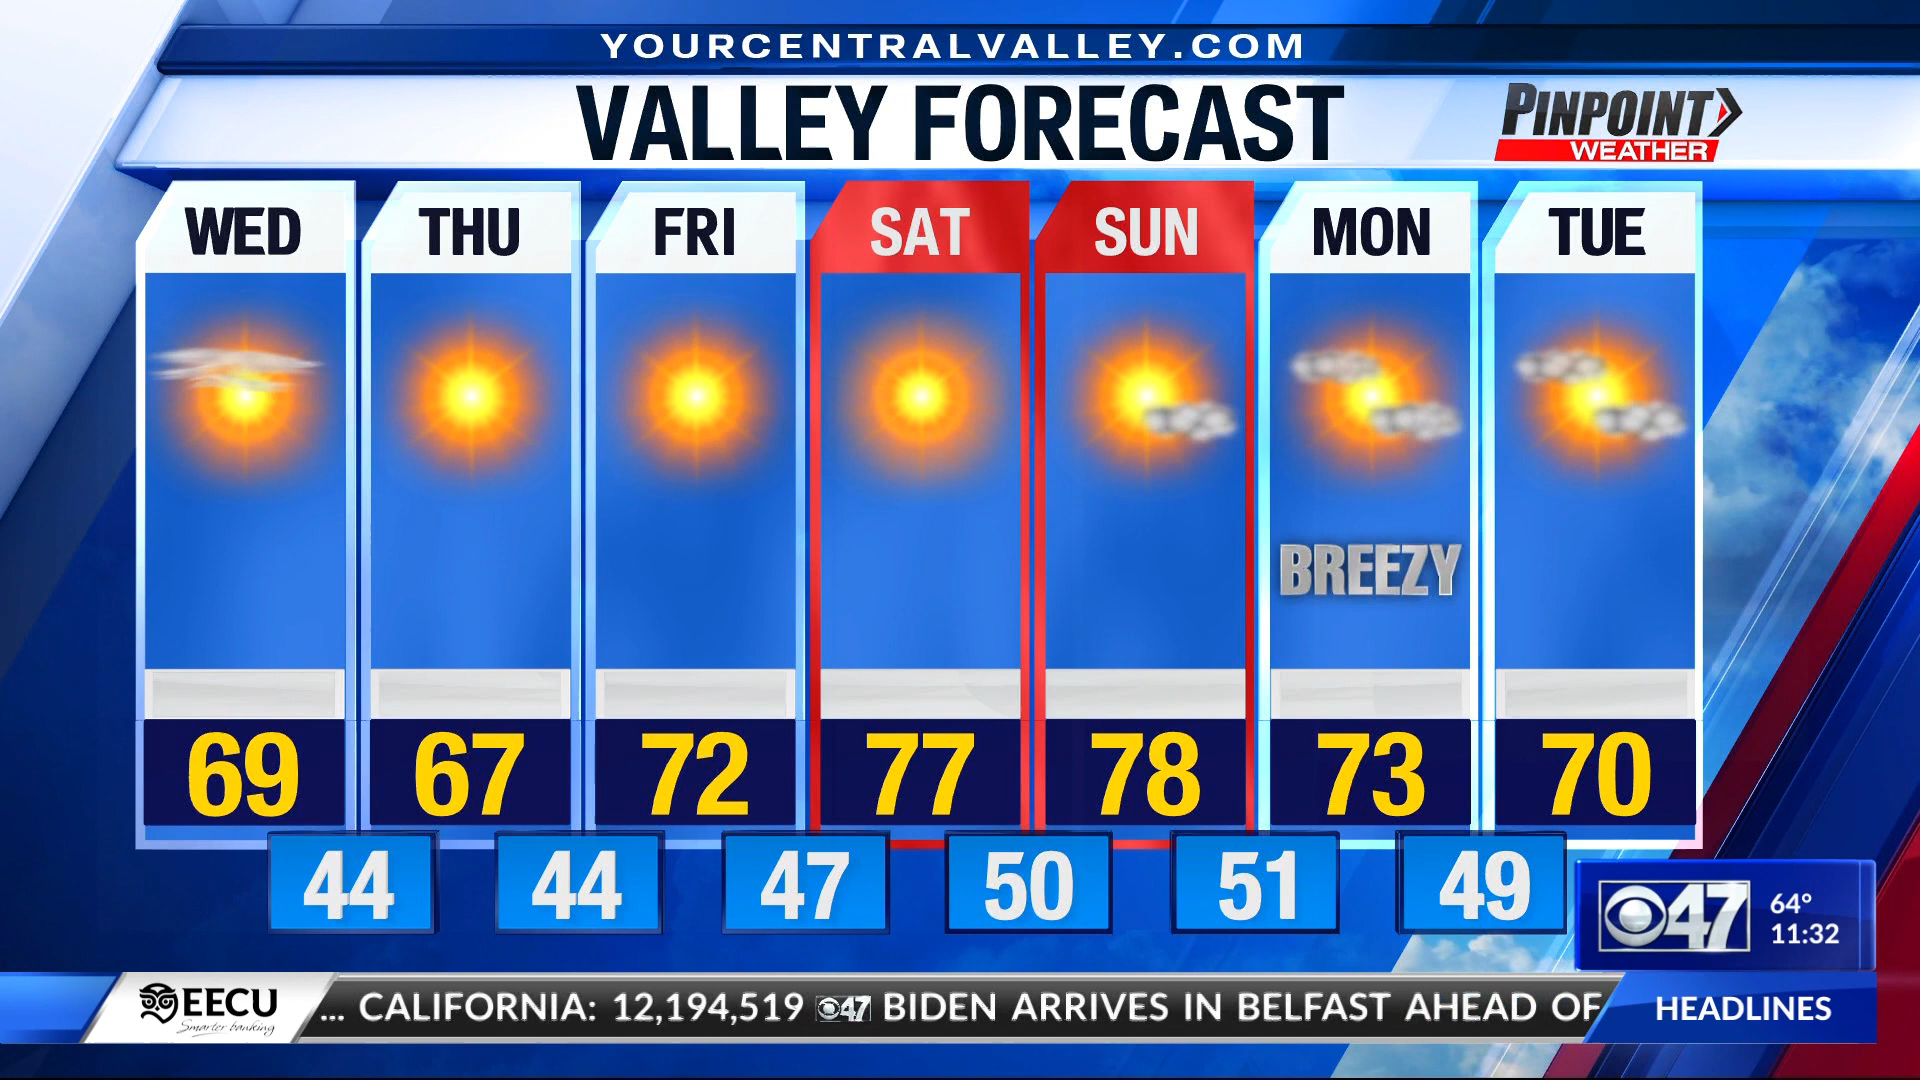 YOURCENTRALVALLEY.COM
VALLEY FORECAST
PINPOINT
WEATHER
WED THU FRI SAT SUN MON TUE
BREEZY
69 67 72 77 78 73 70
44 44 47 50 51 49
47
64°
11:32
EECU
Smarter banking
... CALIFORNIA: 12,194,519 47 BIDEN ARRIVES IN BELFAST AHEAD OF
HEADLINES